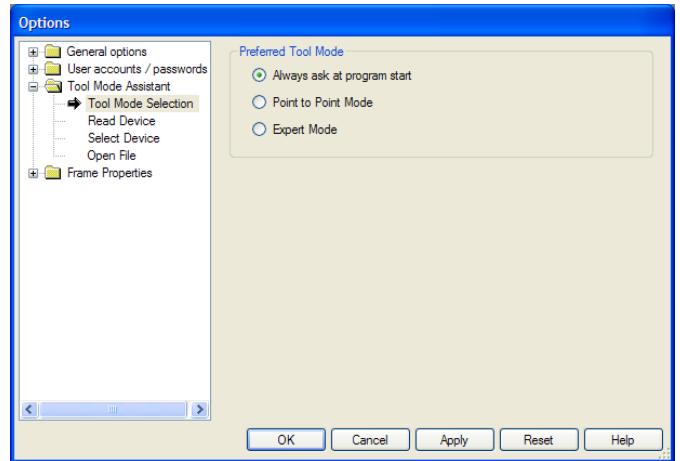 Options
General options
User accounts / passwords
Tool Mode Assistant
Tool Mode Selection
Read Device
Select Device
Open File
Frame Properties
Preferred Tool Mode
Always ask at program start
Point to Point Mode
Expert Mode
OK Cancel Apply Reset Help